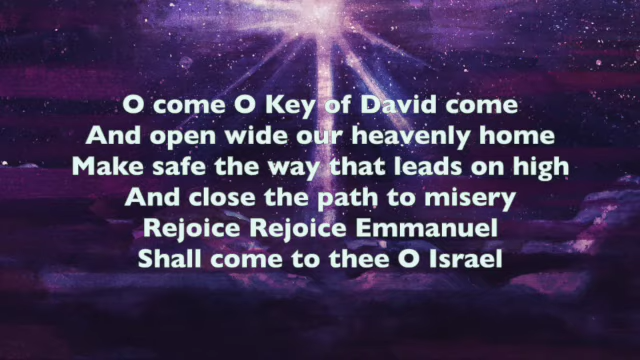 O come O Key of David come
And open wide our heavenly home
Make safe the way that leads on high
And close the path to misery
Rejoice Rejoice Emmanuel
Shall come to thee O Israel